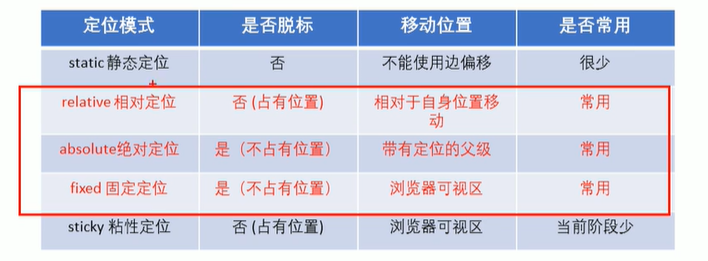 定位模式 是否脱标 移动位置 是否常用
static 静态定位 否 不能使用边偏移 很少
relative 相对定位 否 (占有位置) 相对于自身位置移动 常用
absolute绝对定位 是（不占有位置） 带有定位的父级 常用
fixed 固定定位 是（不占有位置） 浏览器可视区 常用
sticky 粘性定位 否 (占有位置) 浏览器可视区 当前阶段少